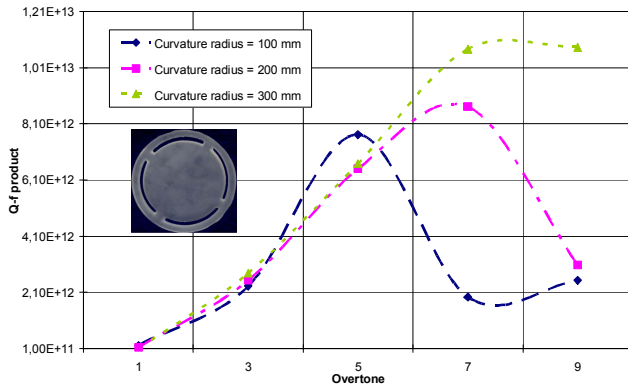 1,21E+13
1,01E+13
8,10E+12
6,10E+12
4,10E+12
2,10E+12
1,00E+11
Q-f product
Curvature radius = 100 mm
Curvature radius = 200 mm
Curvature radius = 300 mm
1 3 5 7 9
Overtone